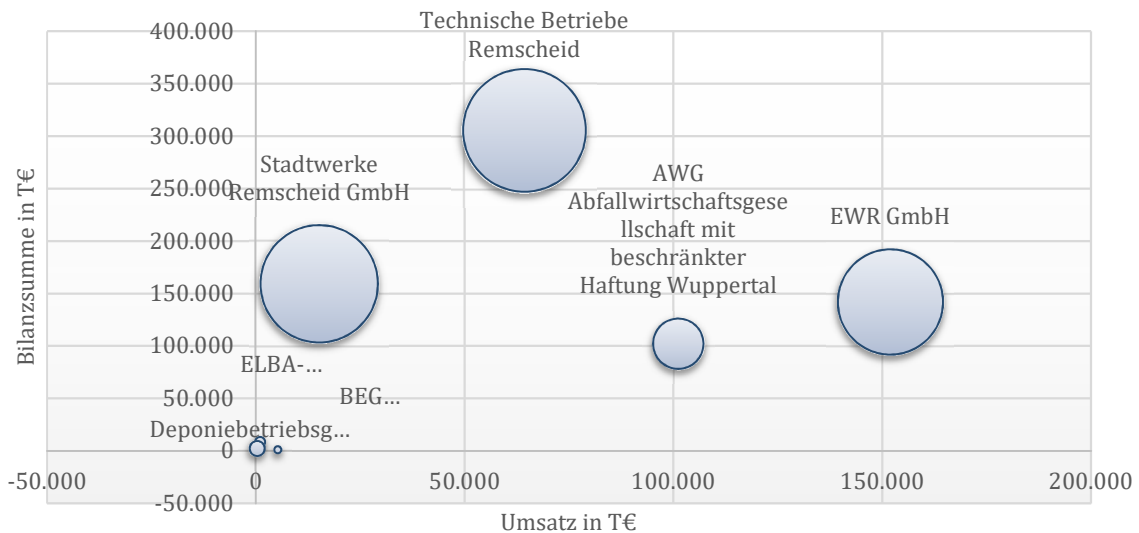 Technische Betriebe
Remscheid
400.000
350.000
300.000
250.000
200.000
150.000
100.000
50.000
0
-50.000
Bilanzsumme in T€
Stadtwerke
Remscheid GmbH
AWG
Abfallwirtschaftsgese
llschaft mit
beschränkter
Haftung Wuppertal
EWR GmbH
ELBA-...
BEG...
Deponiebetriebsg...
-50.000
0
50.000
100.000
150.000
200.000
Umsatz in T€